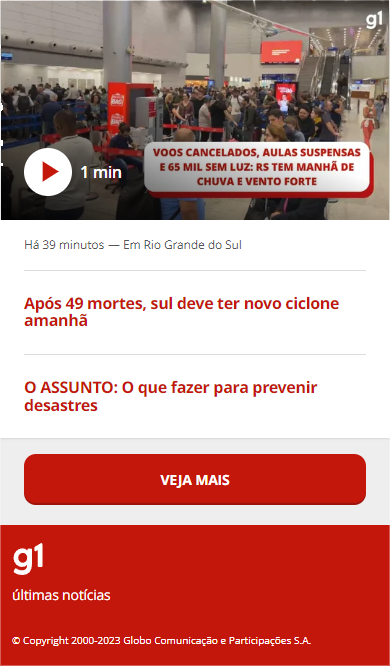 g1
VOOS CANCELADOS, AULAS SUSPENSAS
E 65 MIL SEM LUZ: RS TEM MANHÃ DE
CHUVA E VENTO FORTE
1 min
Há 39 minutos — Em Rio Grande do Sul
Após 49 mortes, sul deve ter novo ciclone
amanhã
O ASSUNTO: O que fazer para prevenir
desastres
VEJA MAIS
g1
últimas notícias
© Copyright 2000-2023 Globo Comunicação e Participações S.A.